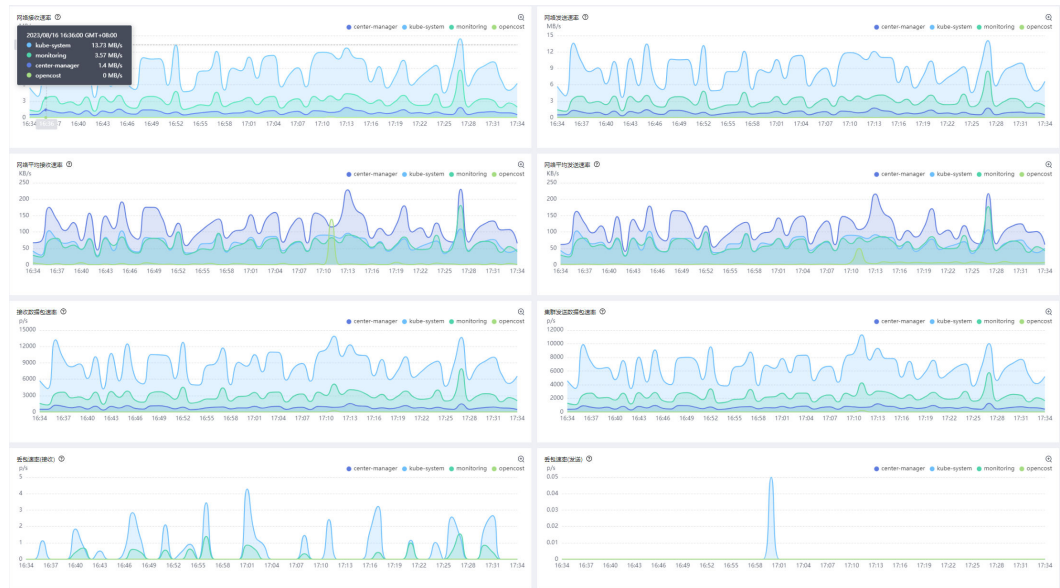 网络接收速率
MB/s
center-manager kube-system monitoring opencost
2023/08/16 16:36:00 GMT+08:00
kube-system 13.73 MB/s
monitoring 3.57 MB/s
center-manager 1.4 MB/s
opencost 0 MB/s
3
0
16:37 16:40 16:43 16:46 16:49 16:52 16:55 16:58 17:01 17:04 17:07 17:10 17:13 17:16 17:19 17:22 17:25 17:28 17:31 17:34
网络发送速率
MB/s
center-manager kube-system monitoring opencost
15
12
9
6
3
0
16:34 16:37 16:40 16:43 16:46 16:49 16:52 16:55 16:58 17:01 17:04 17:07 17:10 17:13 17:16 17:19 17:22 17:25 17:28 17:31 17:34
网络平均接收速率
KB/s
center-manager kube-system monitoring opencost
250
200
150
100
50
0
16:34 16:37 16:40 16:43 16:46 16:49 16:52 16:55 16:58 17:01 17:04 17:07 17:10 17:13 17:16 17:19 17:22 17:25 17:28 17:31 17:34
网络平均发送速率
KB/s
center-manager kube-system monitoring opencost
250
200
150
100
50
0
16:34 16:37 16:40 16:43 16:46 16:49 16:52 16:55 16:58 17:01 17:04 17:07 17:10 17:13 17:16 17:19 17:22 17:25 17:28 17:31 17:34
接收数据包速率
p/s
center-manager kube-system monitoring opencost
15000
12000
9000
6000
3000
0
16:34 16:37 16:40 16:43 16:46 16:49 16:52 16:55 16:58 17:01 17:04 17:07 17:10 17:13 17:16 17:19 17:22 17:25 17:28 17:31 17:34
集群发送数据包速率
p/s
center-manager kube-system monitoring opencost
12000
10000
8000
6000
4000
2000
0
16:34 16:37 16:40 16:43 16:46 16:49 16:52 16:55 16:58 17:01 17:04 17:07 17:10 17:13 17:16 17:19 17:22 17:25 17:28 17:31 17:34
丢包速率(接收)
p/s
center-manager kube-system monitoring opencost
5
4
3
2
1
0
16:34 16:37 16:40 16:43 16:46 16:49 16:52 16:55 16:58 17:01 17:04 17:07 17:10 17:13 17:16 17:19 17:22 17:25 17:28 17:31 17:34
丢包速率(发送)
p/s
center-manager kube-system monitoring opencost
0.05
0.04
0.03
0.02
0.01
0
16:34 16:37 16:40 16:43 16:46 16:49 16:52 16:55 16:58 17:01 17:04 17:07 17:10 17:13 17:16 17:19 17:22 17:25 17:28 17:31 17:34